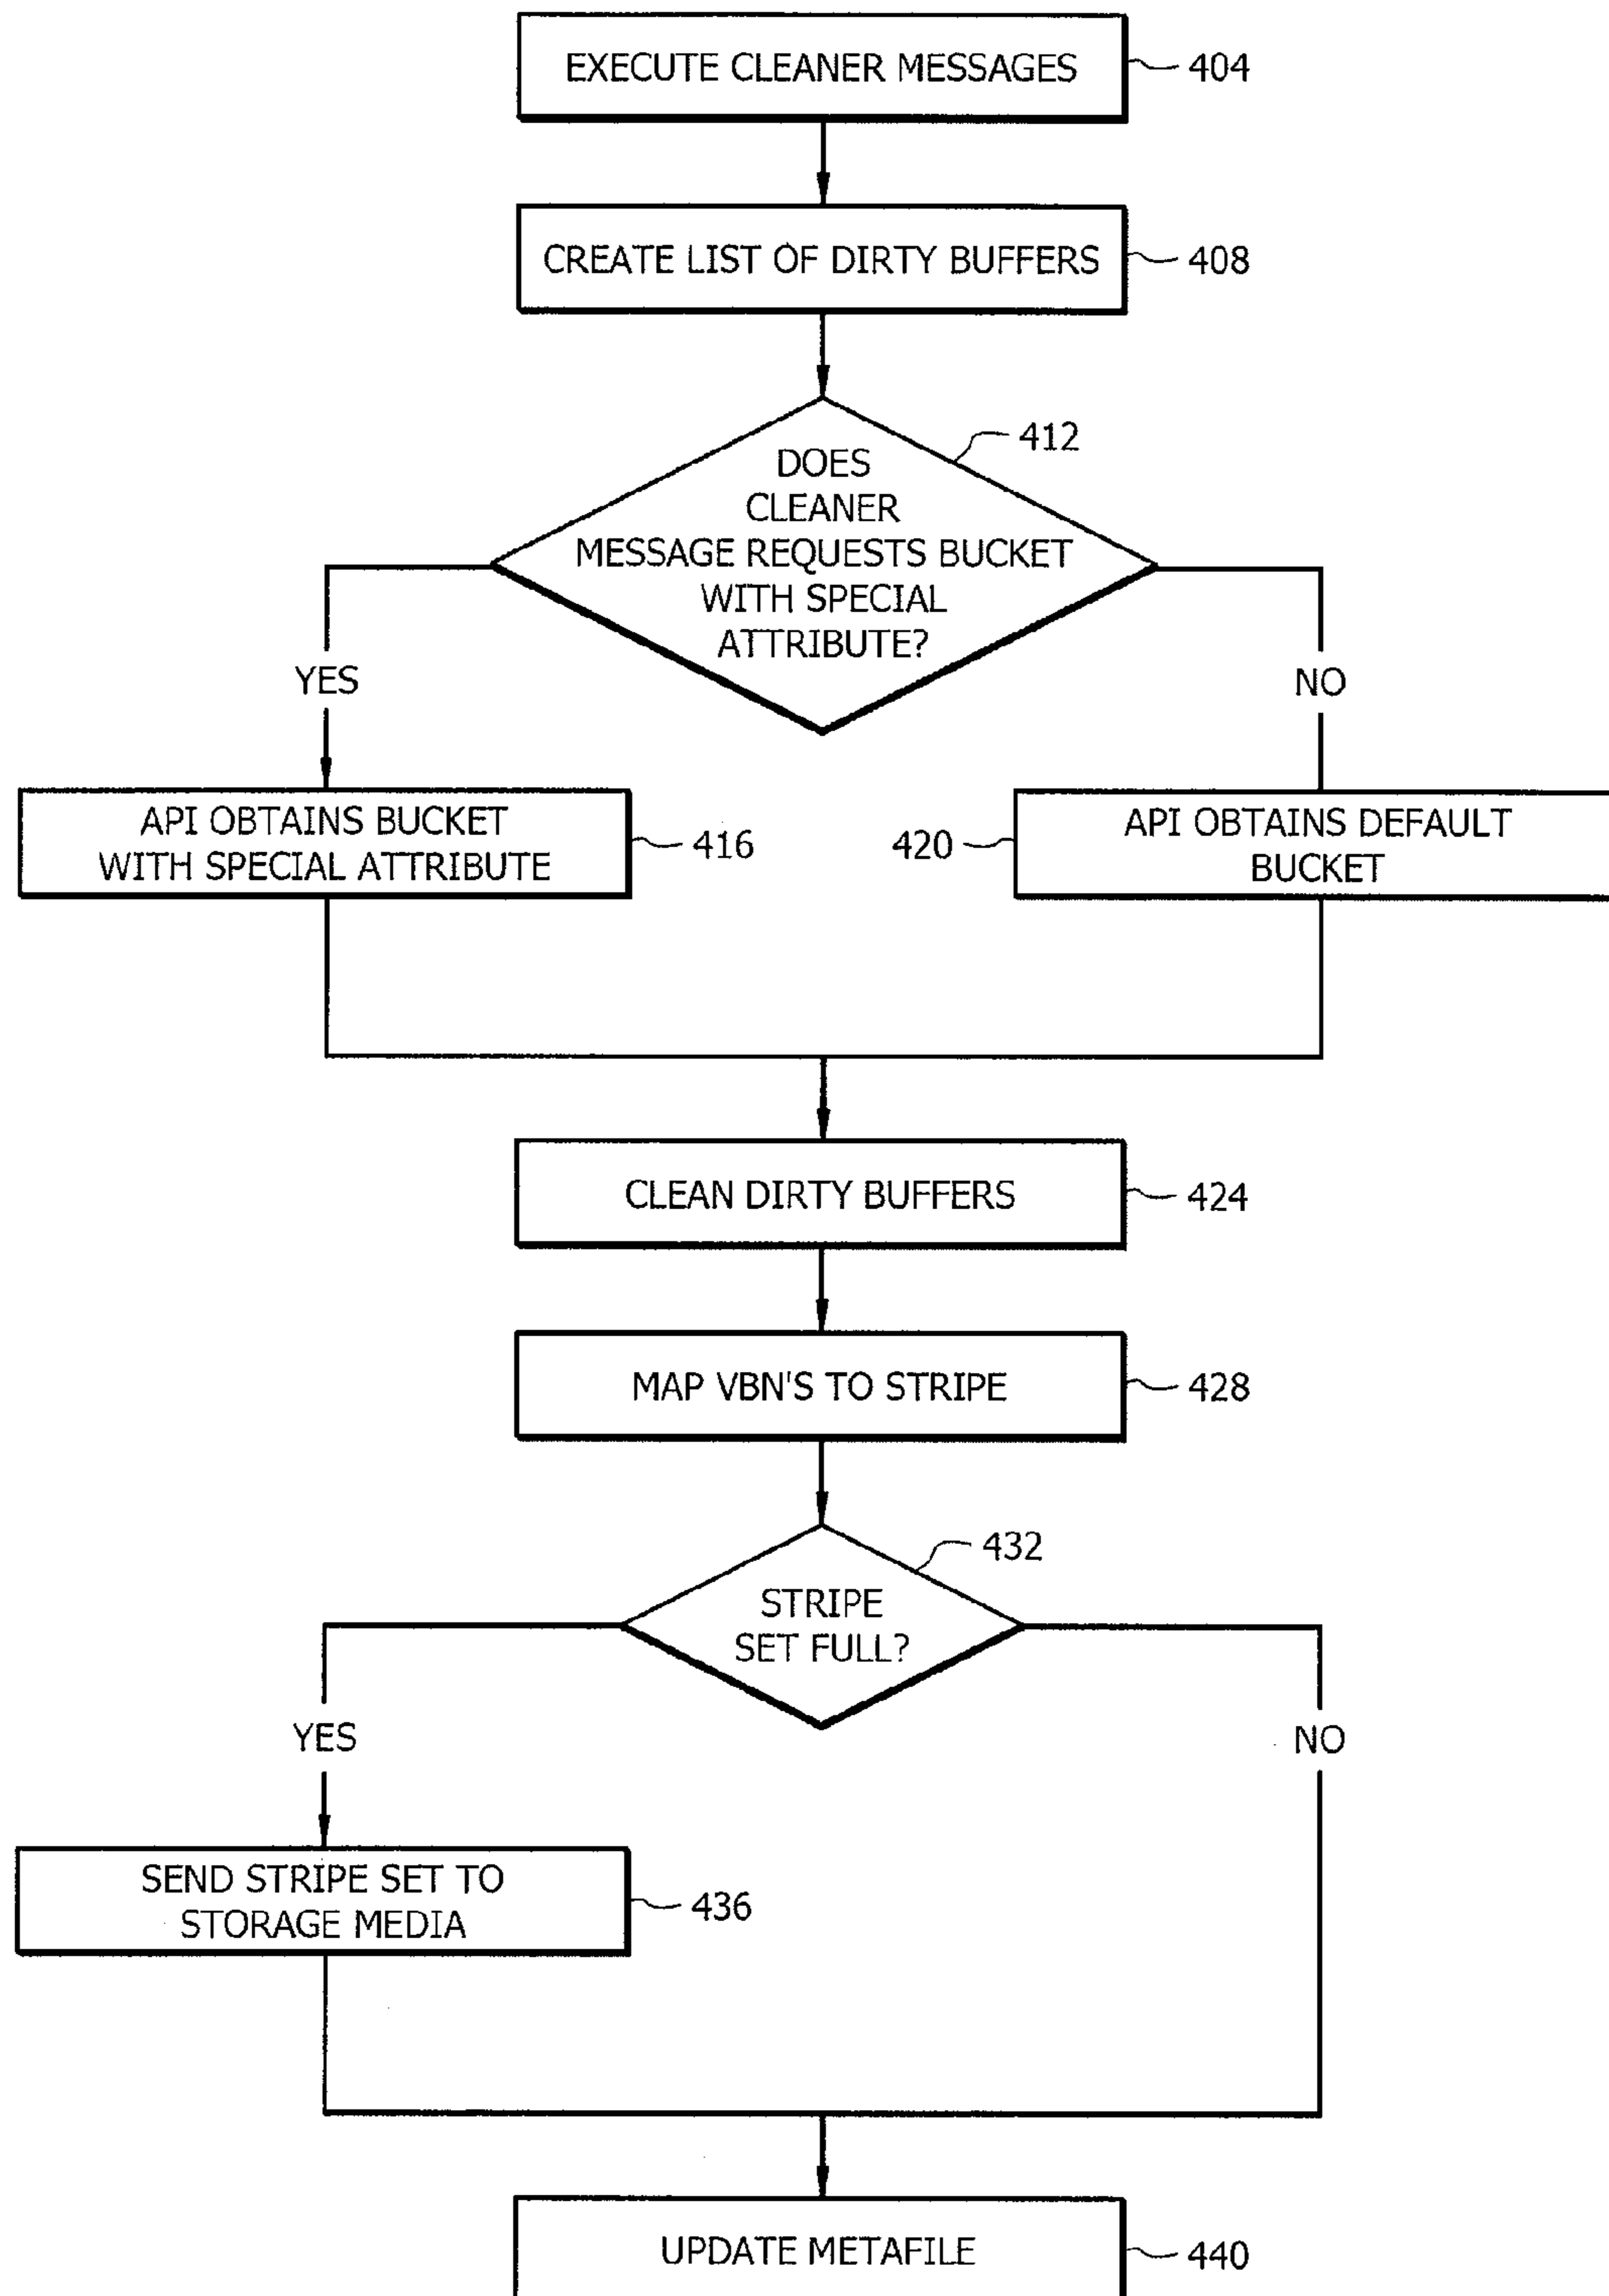 EXECUTE CLEANER MESSAGES
404
CREATE LIST OF DIRTY BUFFERS
408
412
DOES
CLEANER
MESSAGE REQUESTS BUCKET
WITH SPECIAL
ATTRIBUTE?
YES
NO
API OBTAINS BUCKET
WITH SPECIAL ATTRIBUTE
416
420
API OBTAINS DEFAULT
BUCKET
CLEAN DIRTY BUFFERS
424
MAP VBN'S TO STRIPE
428
432
STRIPE
SET FULL?
YES
NO
SEND STRIPE SET TO
STORAGE MEDIA
436
UPDATE METAFILE
440